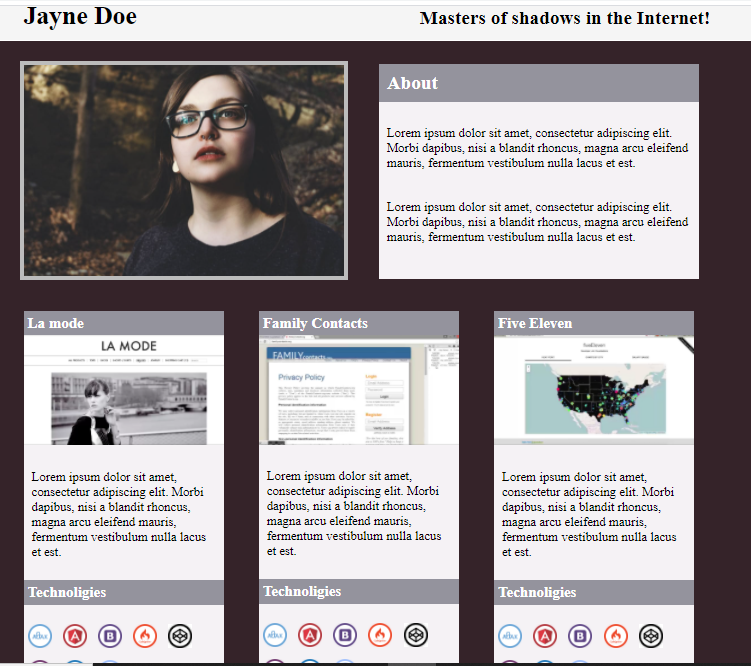 Jayne Doe
Masters of shadows in the Internet!
About
Lorem ipsum dolor sit amet, consectetur adipiscing elit.
Morbi dapibus, nisi a blandit rhoncus, magna arcu eleifend
mauris, fermentum vestibulum nulla lacus et est.
Lorem ipsum dolor sit amet, consectetur adipiscing elit.
Morbi dapibus, nisi a blandit rhoncus, magna arcu eleifend
mauris, fermentum vestibulum nulla lacus et est.
La mode
LA MODE
Lorem ipsum dolor sit amet,
consectetur adipiscing elit. Morbi
dapibus, nisi a blandit rhoncus,
magna arcu eleifend mauris,
fermentum vestibulum nulla lacus
et est.
Technoligies
A
B
Family Contacts
FAMILYcontacts
Privacy Policy
Login
Register
Lorem ipsum dolor sit amet,
consectetur adipiscing elit. Morbi
dapibus, nisi a blandit rhoncus,
magna arcu eleifend mauris,
fermentum vestibulum nulla lacus
et est.
Technoligies
A
B
Five Eleven
Lorem ipsum dolor sit amet,
consectetur adipiscing elit. Morbi
dapibus, nisi a blandit rhoncus,
magna arcu eleifend mauris,
fermentum vestibulum nulla lacus
et est.
Technoligies
A
B